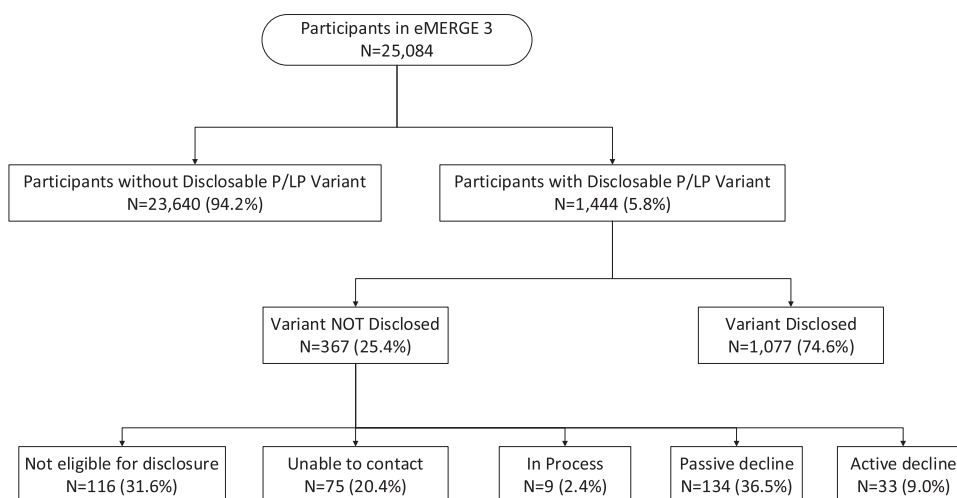 Participants in eMERGE 3
N=25,084
Participants without Disclosable P/LP Variant
N=23,640 (94.2%)
Participants with Disclosable P/LP Variant
N=1,444 (5.8%)
Variant NOT Disclosed
N=367 (25.4%)
Variant Disclosed
N=1,077 (74.6%)
Not eligible for disclosure
N=116 (31.6%)
Unable to contact
N=75 (20.4%)
In Process
N=9 (2.4%)
Passive decline
N=134 (36.5%)
Active decline
N=33 (9.0%)